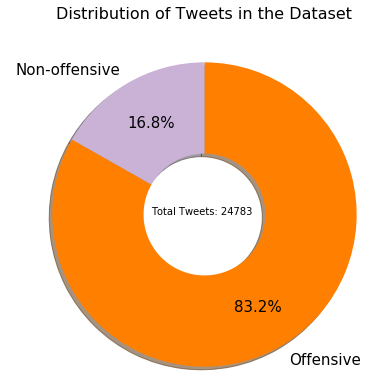 Distribution of Tweets in the Dataset
Non-offensive
16.8%
Total Tweets: 24783
83.2%
Offensive